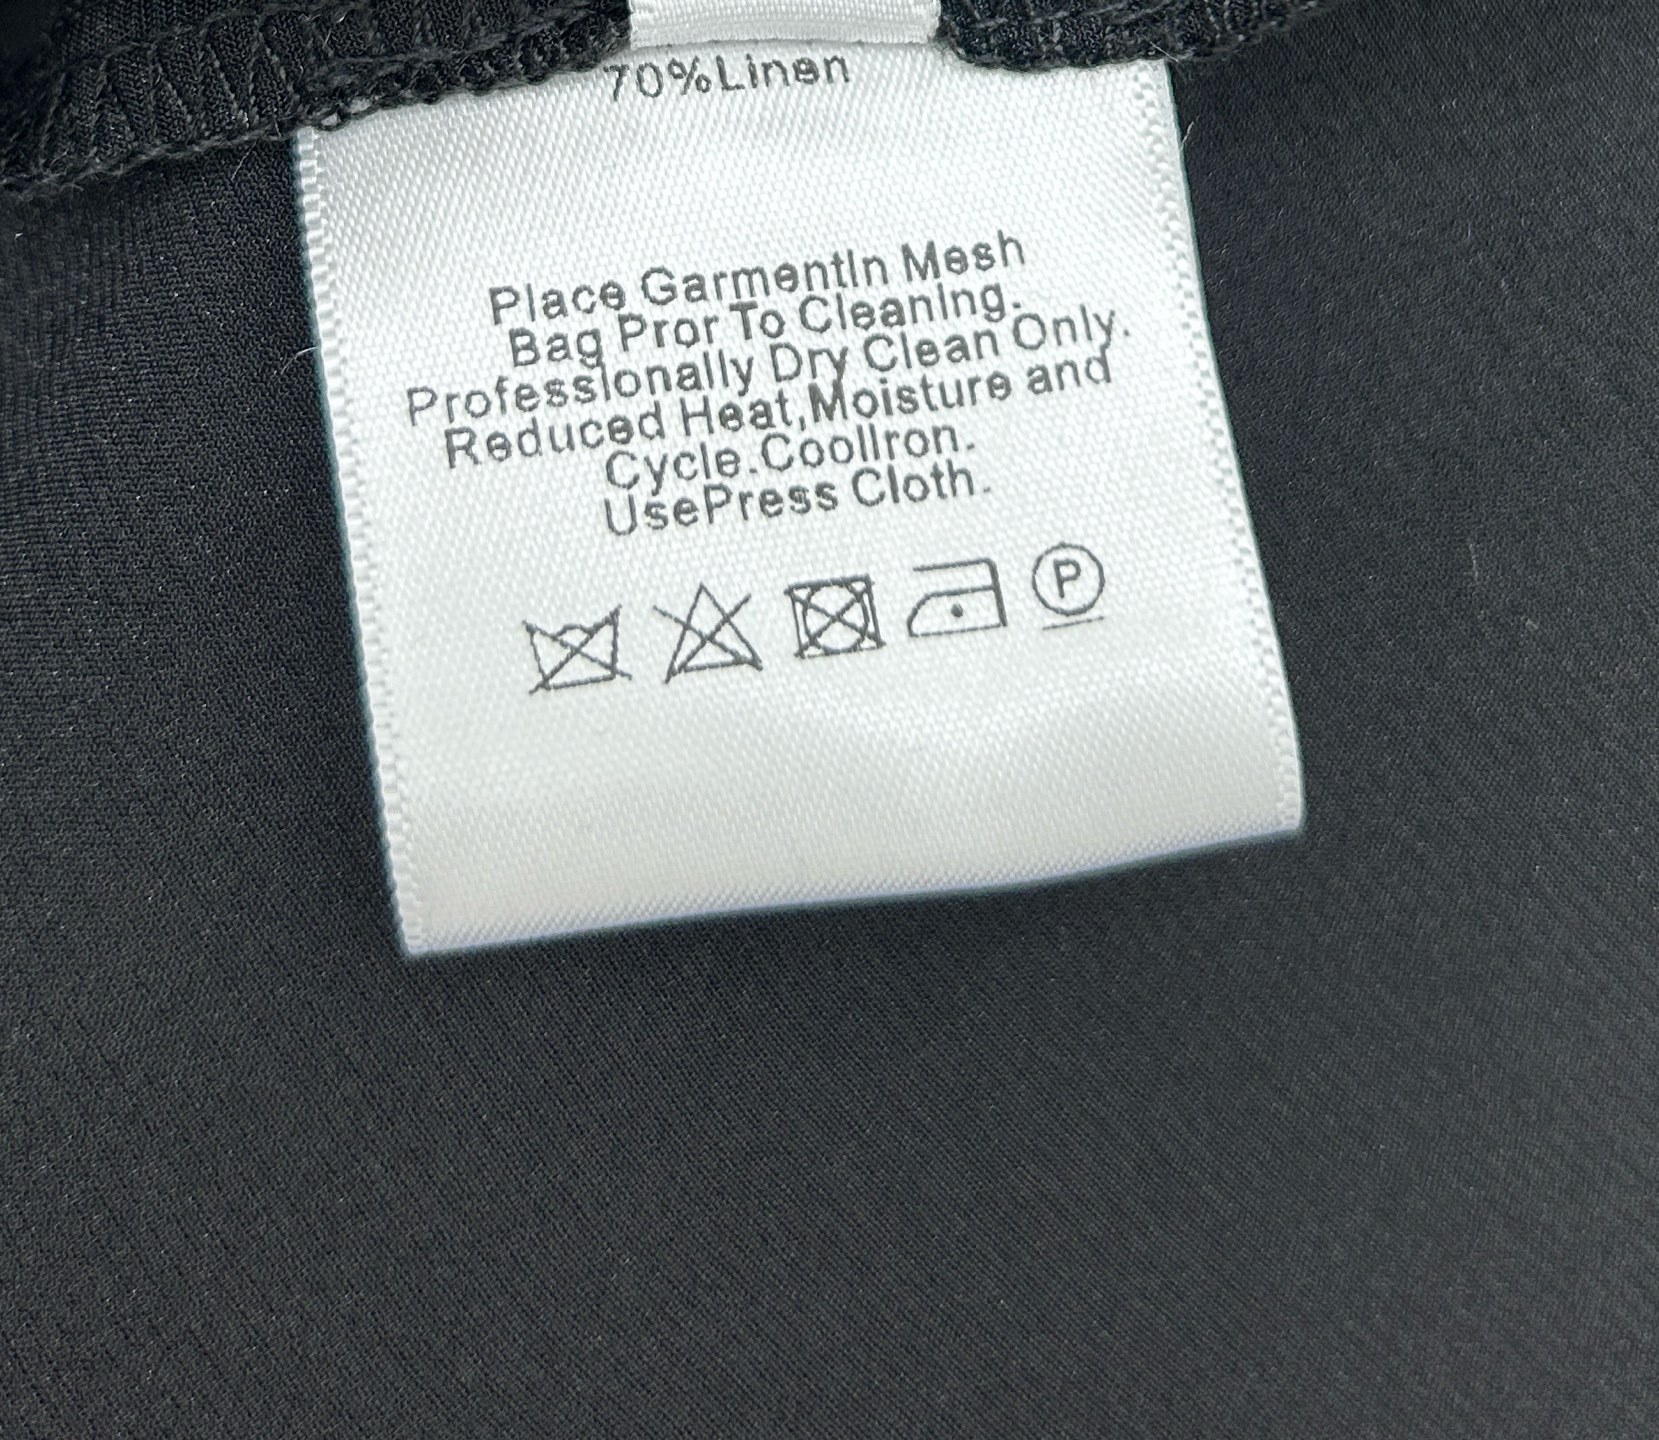 70%Linen
Place GarmentIn Mesh
Bag Pror To CleanIng.
ProfessIonally Dry Clean Only.
Reduced Heat,Moisture and
Cycle.CoolIron.
UsePress Cloth.
P